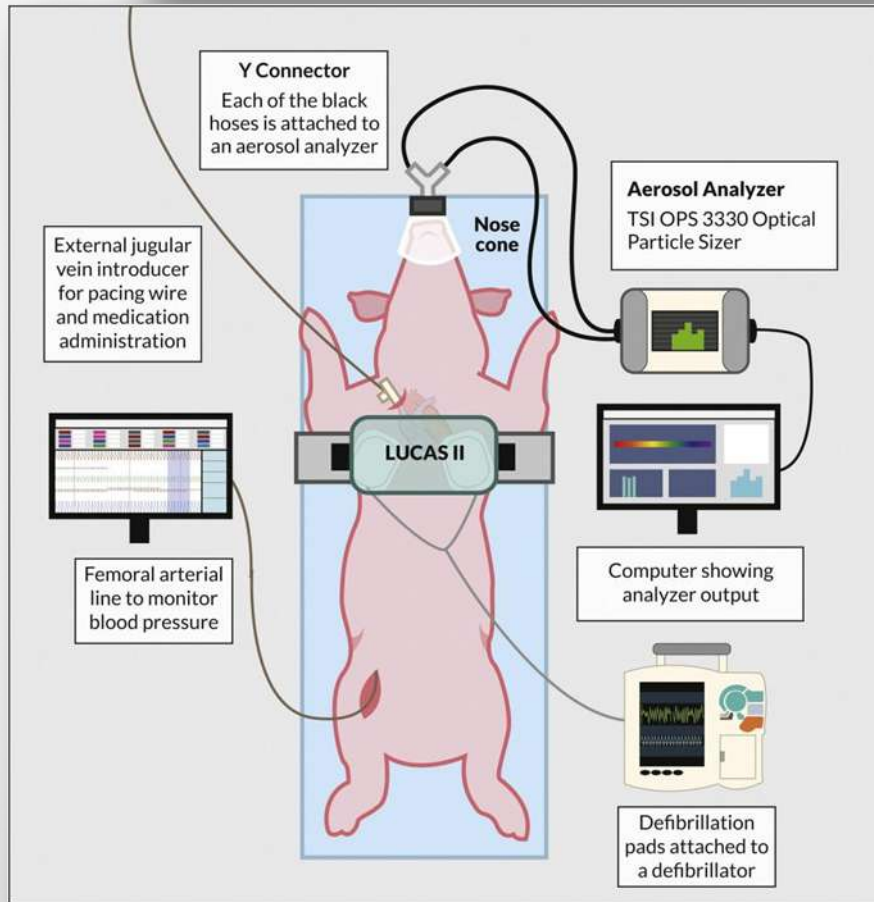 Y Connector
Each of the black
hoses is attached to
an aerosol analyzer
Aerosol Analyzer
TSI OPS 3330 Optical
Particle Sizer
Nose
cone
External jugular
vein introducer
for pacing wire
and medication
administration
LUCAS II
Femoral arterial
line to monitor
blood pressure
Computer showing
analyzer output
Defibrillation
pads attached to
a defibrillator